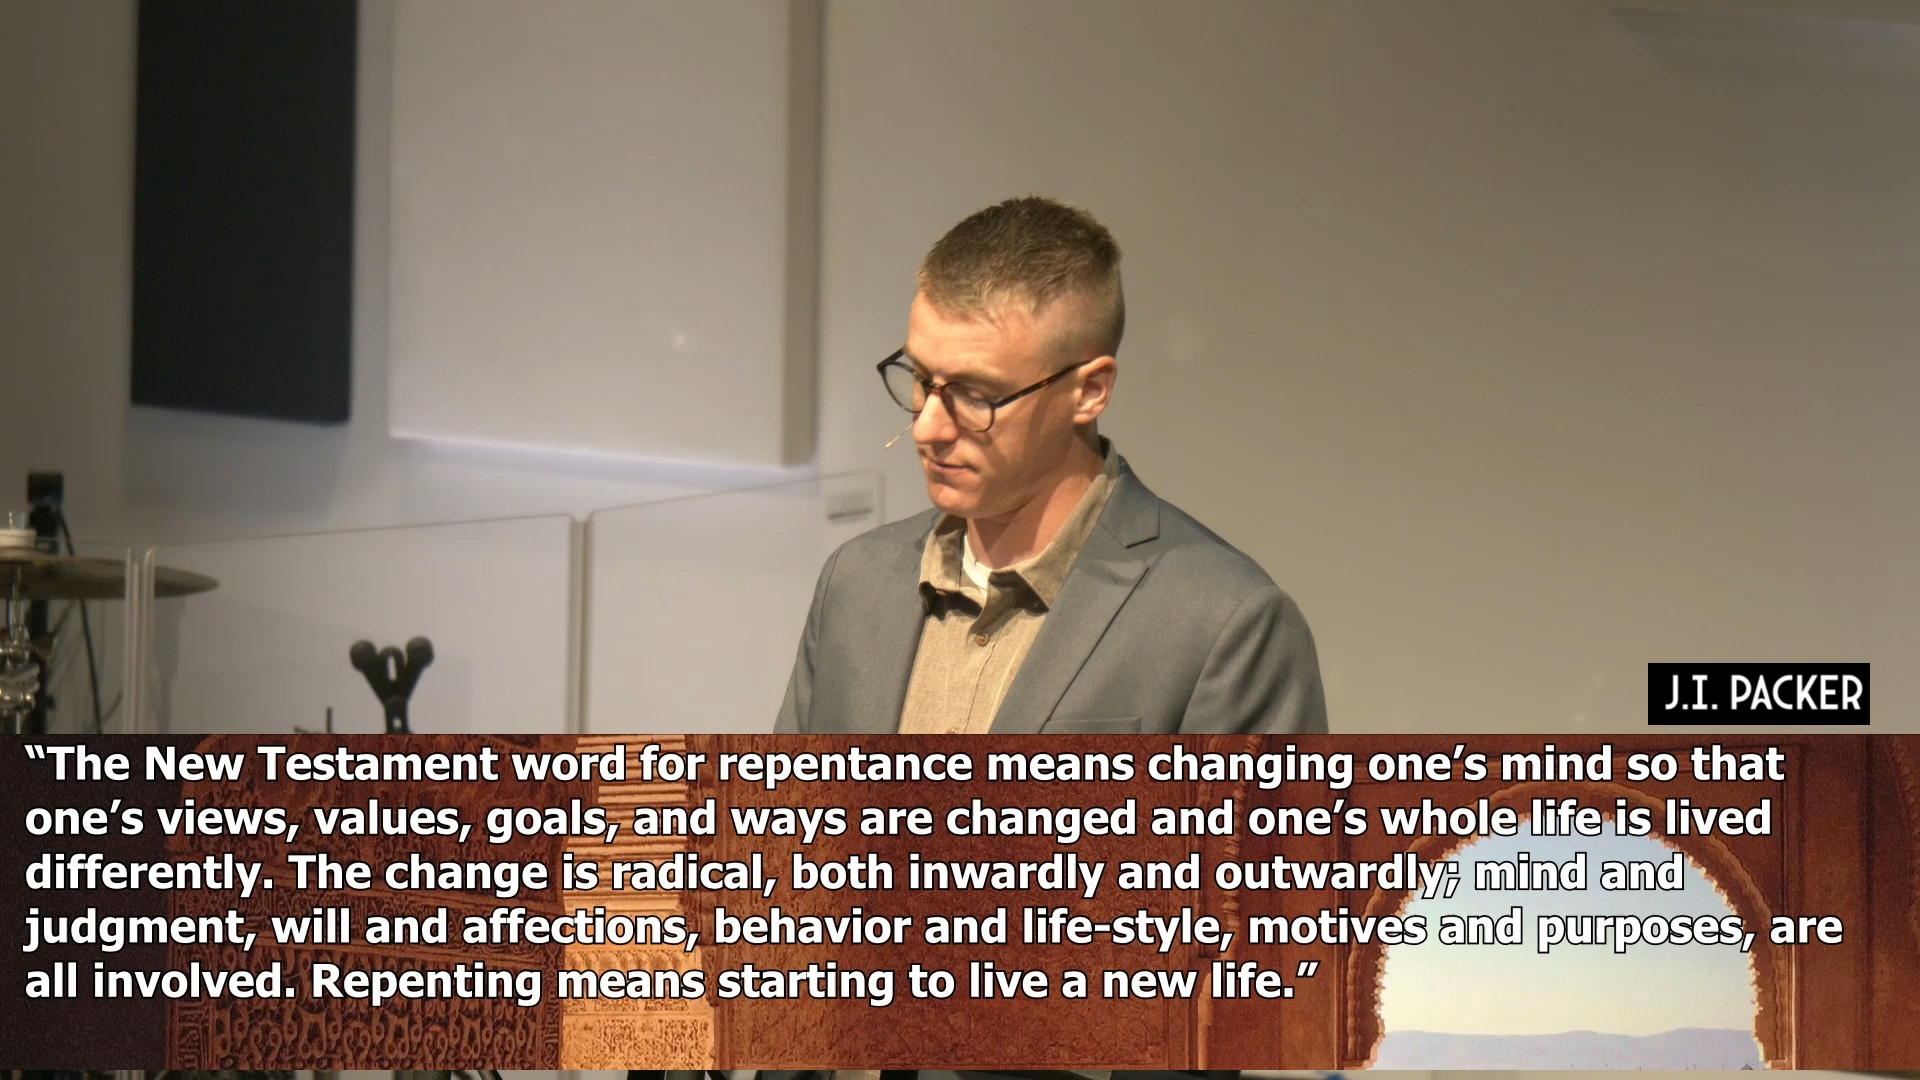 J.I. PACKER
“The New Testament word for repentance means changing one’s mind so that
one’s views, values, goals, and ways are changed and one’s whole life is lived
differently. The change is radical, both inwardly and outwardly; mind and
judgment, will and affections, behavior and life-style, motives and purposes, are
all involved. Repenting means starting to live a new life.”